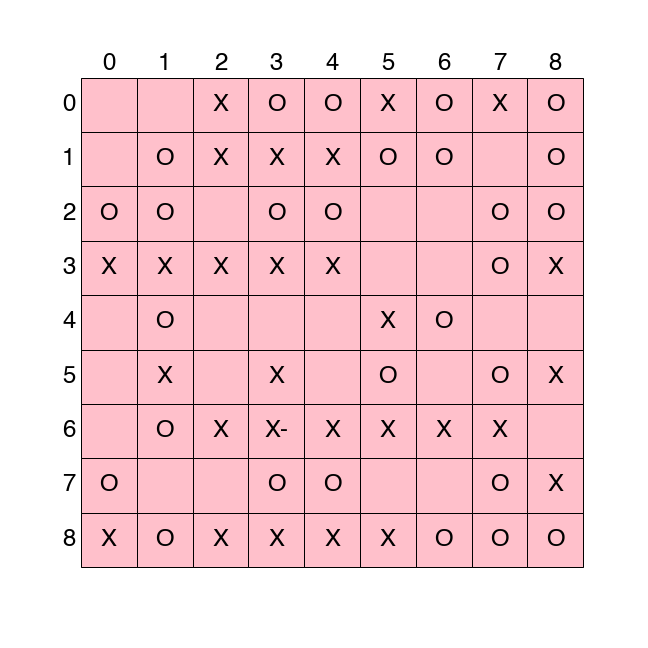 0 1 2 3 4 5 6 7 8
0 X O O X O X O
1 O X X X O O O
2 O O O O O O
3 X X X X X O X
4 O X O
5 X X O O X
6 O X X- X X X X
7 O O O O X
8 X O X X X X O O O